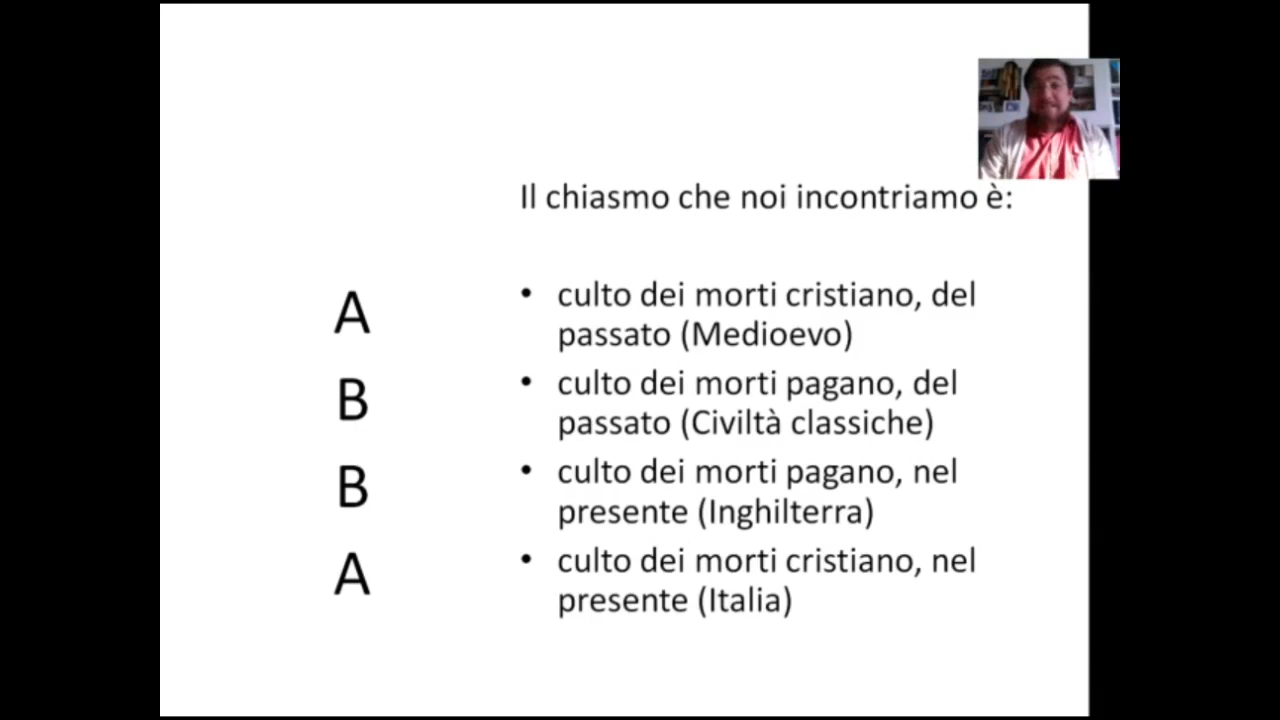 Il chiasmo che noi incontriamo è:
A
• culto dei morti cristiano, del
passato (Medioevo)
B
• culto dei morti pagano, del
passato (Civiltà classiche)
B
• culto dei morti pagano, nel
presente (Inghilterra)
A
• culto dei morti cristiano, nel
presente (Italia)